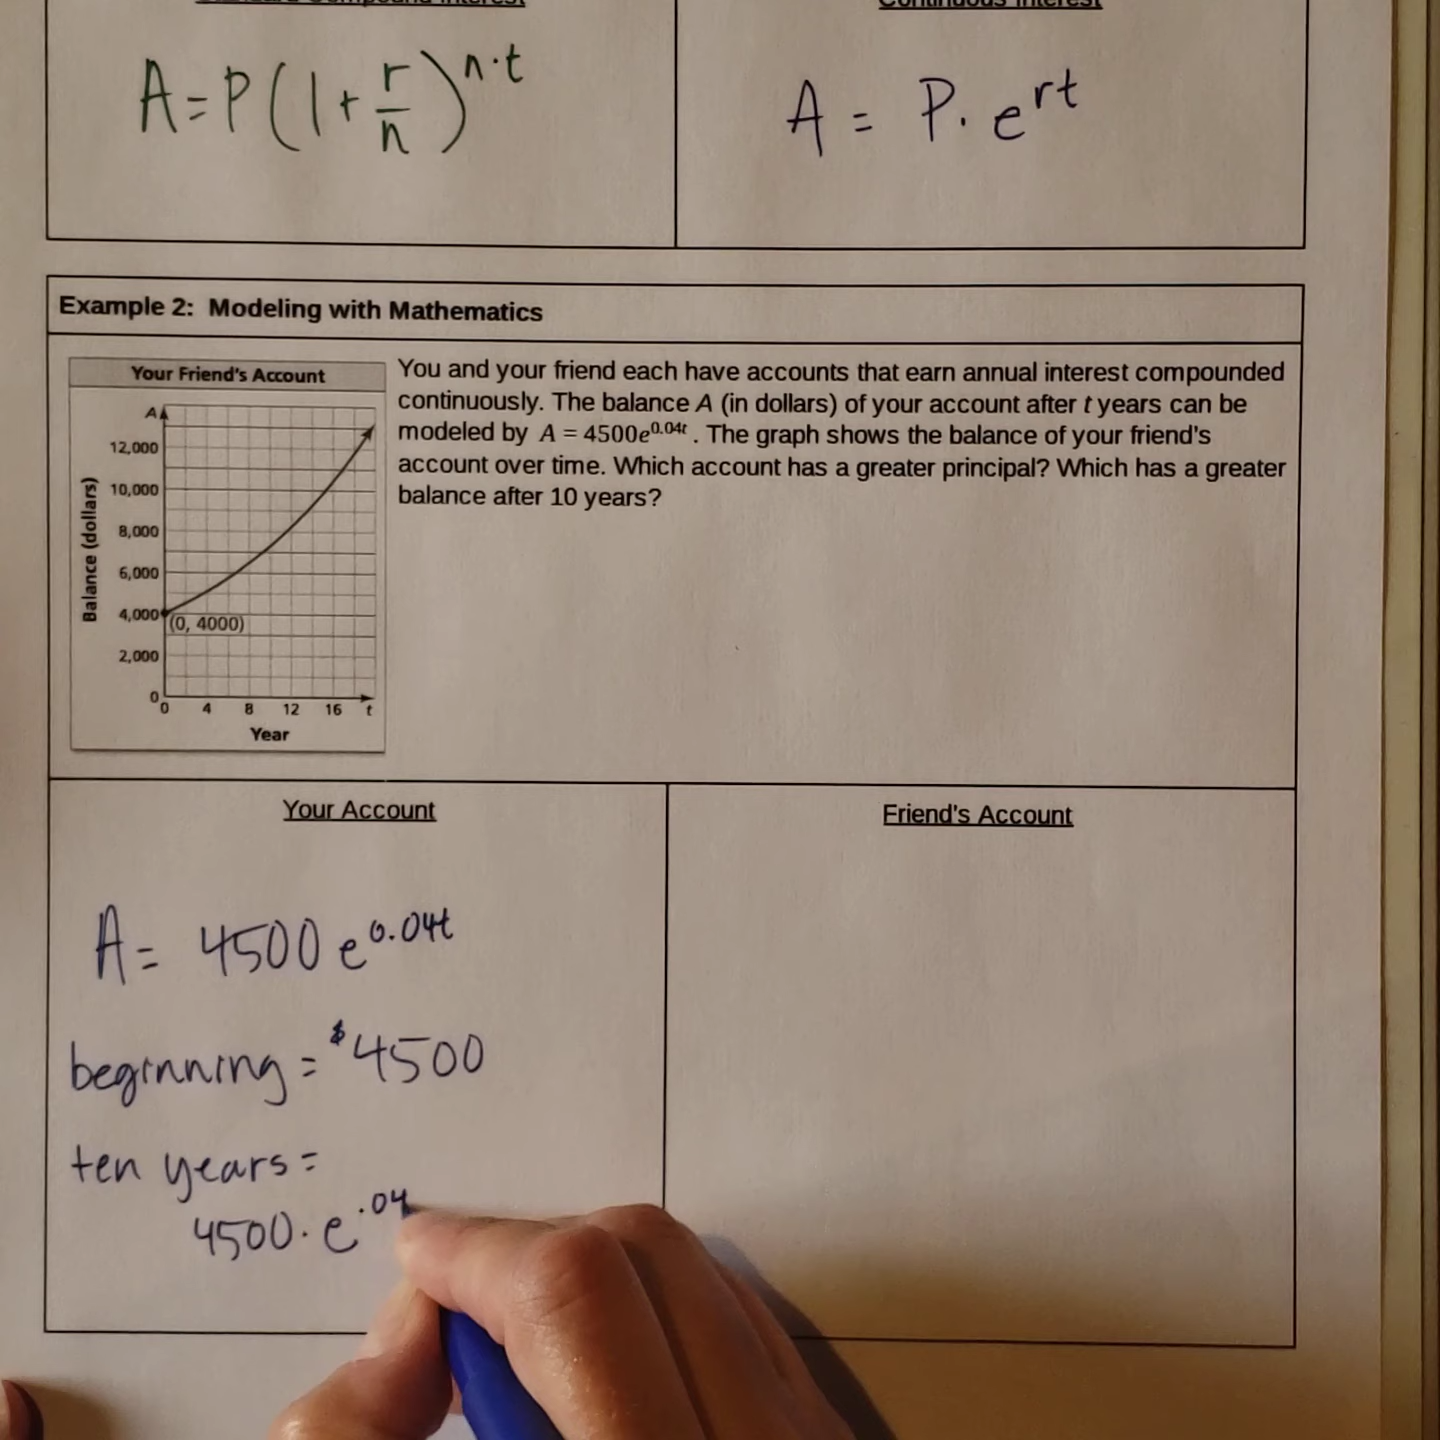 Standard Compound Interest
Continuous Interest
A = P(1 + r/n)^n·t
A = P · e^rt
Example 2: Modeling with Mathematics
Your Friend's Account
A
12,000
10,000
8,000
6,000
4,000
2,000
0
Balance (dollars)
(0, 4000)
0 4 8 12 16 t
Year
You and your friend each have accounts that earn annual interest compounded
continuously. The balance A (in dollars) of your account after t years can be
modeled by A = 4500e^0.04t . The graph shows the balance of your friend's
account over time. Which account has a greater principal? Which has a greater
balance after 10 years?
Your Account
A = 4500 e^0.04t
beginning = $4500
ten years =
4500 · e^.04
Friend's Account